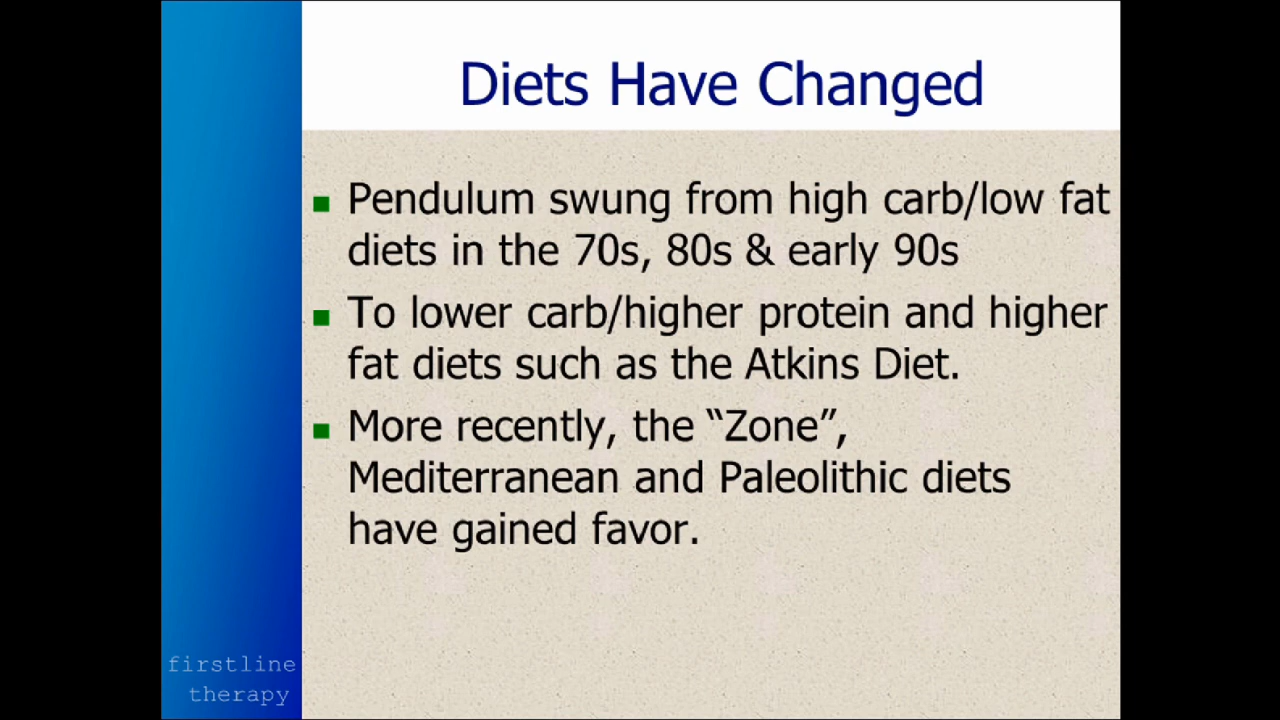 Diets Have Changed
Pendulum swung from high carb/low fat
diets in the 70s, 80s & early 90s
To lower carb/higher protein and higher
fat diets such as the Atkins Diet.
More recently, the “Zone”,
Mediterranean and Paleolithic diets
have gained favor.
firstline
therapy